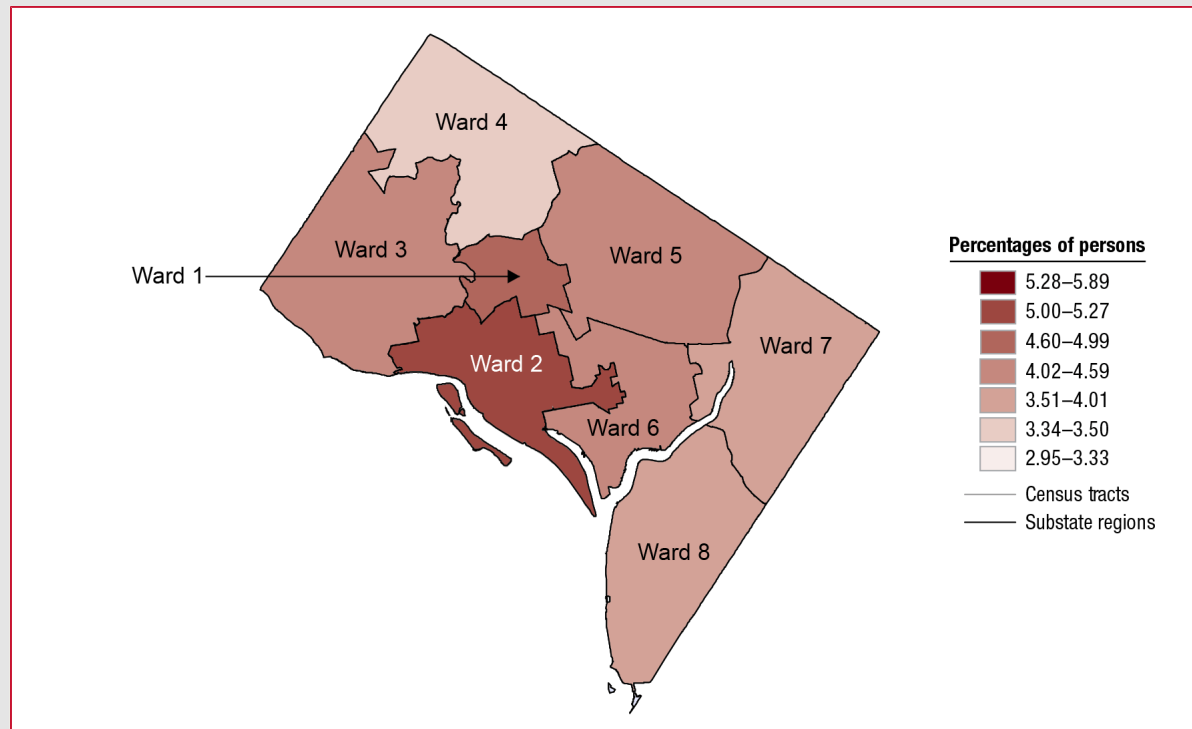 Ward 4
Ward 3
Ward 5
Ward 1
Ward 7
Ward 2
Ward 6
Ward 8
Percentages of persons
5.28–5.89
5.00–5.27
4.60–4.99
4.02–4.59
3.51–4.01
3.34–3.50
2.95–3.33
Census tracts
Substate regions